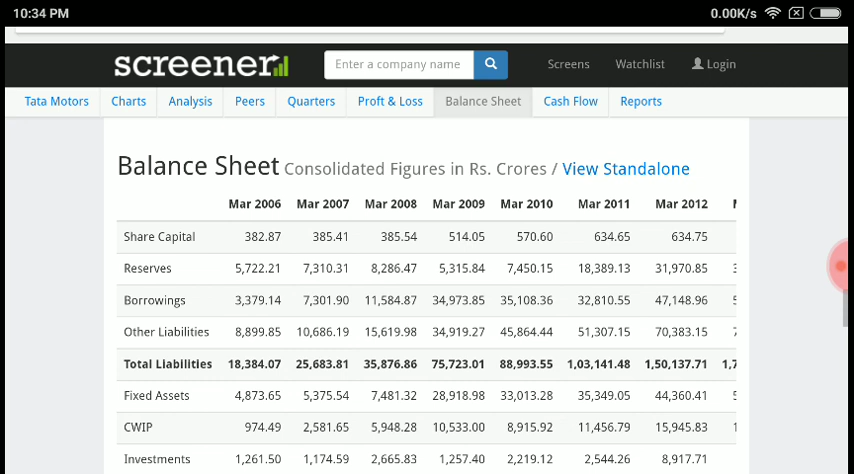 10:34 PM 0.00K/s
screener Enter a company name Screens Watchlist Login
Tata Motors Charts Analysis Peers Quarters Proft & Loss Balance Sheet Cash Flow Reports
Balance Sheet Consolidated Figures in Rs. Crores / View Standalone
Mar 2006 Mar 2007 Mar 2008 Mar 2009 Mar 2010 Mar 2011 Mar 2012
Share Capital 382.87 385.41 385.54 514.05 570.60 634.65 634.75
Reserves 5,722.21 7,310.31 8,286.47 5,315.84 7,450.15 18,389.13 31,970.85
Borrowings 3,379.14 7,301.90 11,584.87 34,973.85 35,108.36 32,810.55 47,148.96
Other Liabilities 8,899.85 10,686.19 15,619.98 34,919.27 45,864.44 51,307.15 70,383.15
Total Liabilities 18,384.07 25,683.81 35,876.86 75,723.01 88,993.55 1,03,141.48 1,50,137.71 1,7
Fixed Assets 4,873.65 5,375.54 7,481.32 28,918.98 33,013.28 35,349.05 44,360.41
CWIP 974.49 2,581.65 5,948.28 10,533.00 8,915.92 11,456.79 15,945.83
Investments 1,261.50 1,174.59 2,665.83 1,257.40 2,219.12 2,544.26 8,917.71